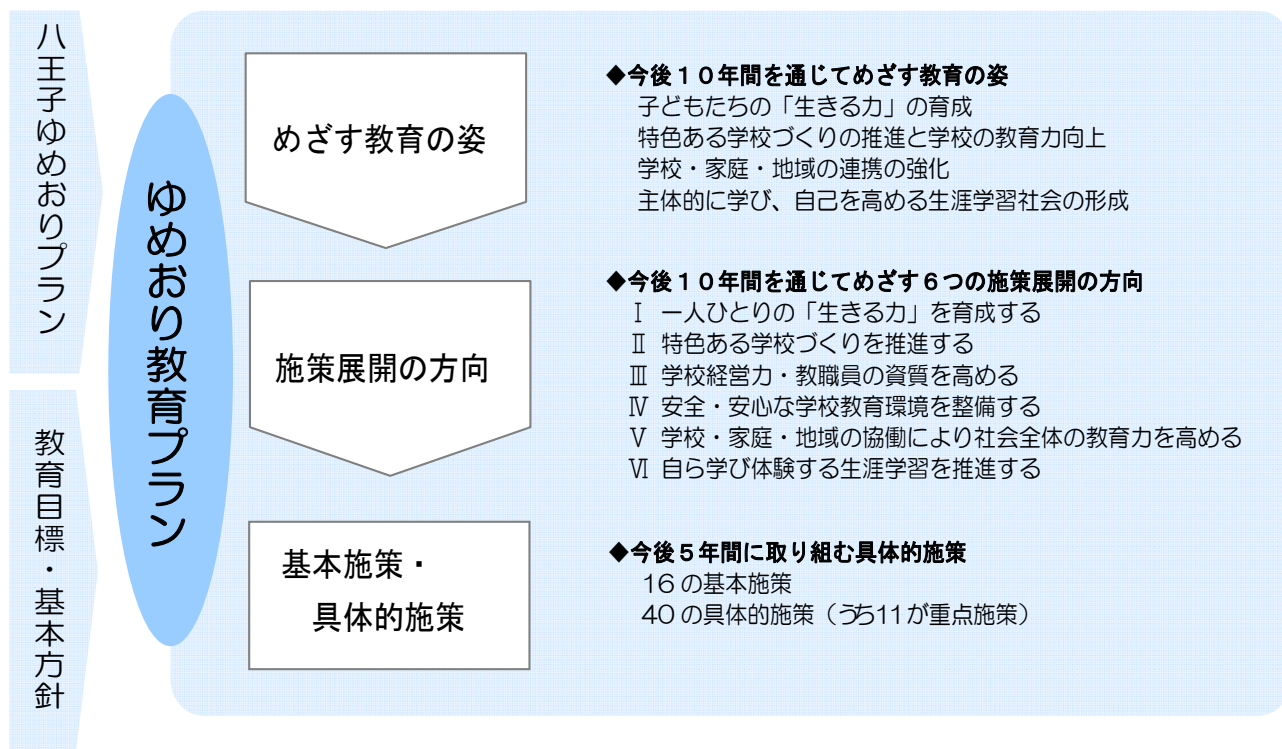 八王子ゆめおりプラン
教育目標・基本方針
ゆめおり教育プラン
めざす教育の姿
◆今後１０年間を通じてめざす教育の姿
子どもたちの「生きる力」の育成
特色ある学校づくりの推進と学校の教育力向上
学校・家庭・地域の連携の強化
主体的に学び、自己を高める生涯学習社会の形成
施策展開の方向
◆今後１０年間を通じてめざす６つの施策展開の方向
Ⅰ 一人ひとりの「生きる力」を育成する
Ⅱ 特色ある学校づくりを推進する
Ⅲ 学校経営力・教職員の資質を高める
Ⅳ 安全・安心な学校教育環境を整備する
Ⅴ 学校・家庭・地域の協働により社会全体の教育力を高める
Ⅵ 自ら学び体験する生涯学習を推進する
基本施策・
具体的施策
◆今後５年間に取り組む具体的施策
16の基本施策
40の具体的施策（うち11が重点施策）